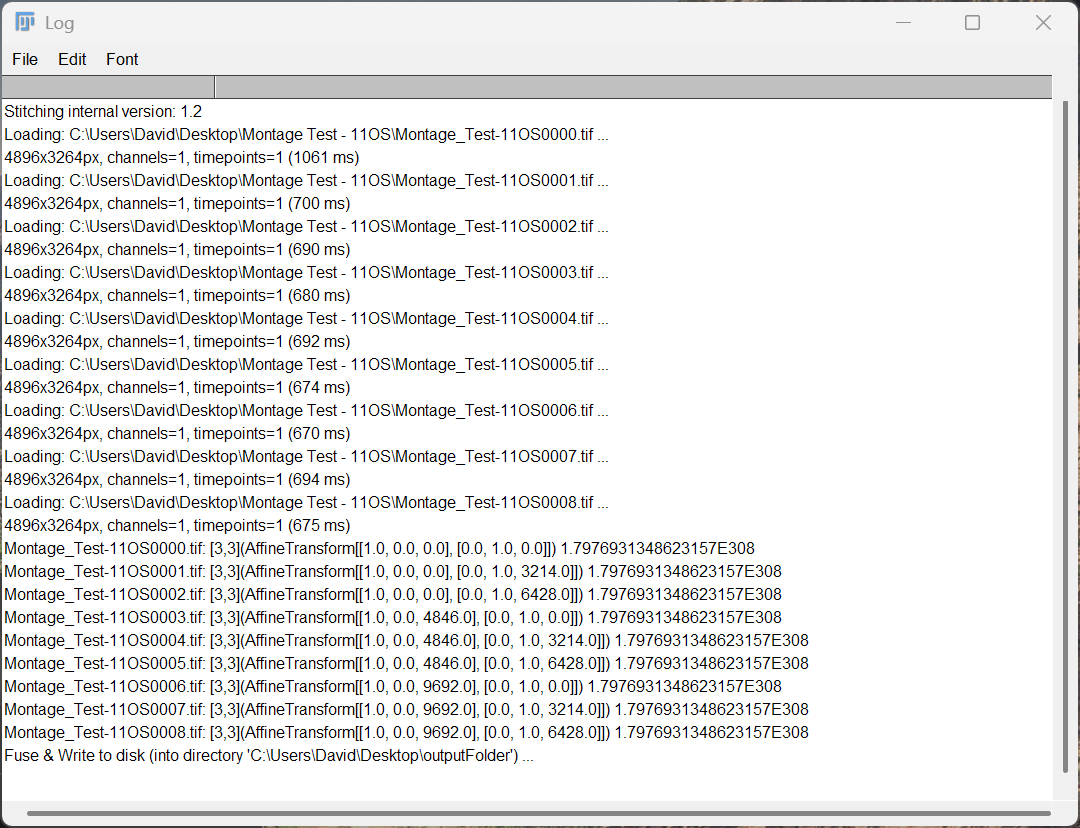 Log
File Edit Font
Stitching internal version: 1.2
Loading: C:\Users\David\Desktop\Montage Test - 11OS\Montage_Test-11OS0000.tif ...
4896x3264px, channels=1, timepoints=1 (1061 ms)
Loading: C:\Users\David\Desktop\Montage Test - 11OS\Montage_Test-11OS0001.tif ...
4896x3264px, channels=1, timepoints=1 (700 ms)
Loading: C:\Users\David\Desktop\Montage Test - 11OS\Montage_Test-11OS0002.tif ...
4896x3264px, channels=1, timepoints=1 (690 ms)
Loading: C:\Users\David\Desktop\Montage Test - 11OS\Montage_Test-11OS0003.tif ...
4896x3264px, channels=1, timepoints=1 (680 ms)
Loading: C:\Users\David\Desktop\Montage Test - 11OS\Montage_Test-11OS0004.tif ...
4896x3264px, channels=1, timepoints=1 (692 ms)
Loading: C:\Users\David\Desktop\Montage Test - 11OS\Montage_Test-11OS0005.tif ...
4896x3264px, channels=1, timepoints=1 (674 ms)
Loading: C:\Users\David\Desktop\Montage Test - 11OS\Montage_Test-11OS0006.tif ...
4896x3264px, channels=1, timepoints=1 (670 ms)
Loading: C:\Users\David\Desktop\Montage Test - 11OS\Montage_Test-11OS0007.tif ...
4896x3264px, channels=1, timepoints=1 (694 ms)
Loading: C:\Users\David\Desktop\Montage Test - 11OS\Montage_Test-11OS0008.tif ...
4896x3264px, channels=1, timepoints=1 (675 ms)
Montage_Test-11OS0000.tif: [3,3](AffineTransform[[1.0, 0.0, 0.0], [0.0, 1.0, 0.0]]) 1.7976931348623157E308
Montage_Test-11OS0001.tif: [3,3](AffineTransform[[1.0, 0.0, 0.0], [0.0, 1.0, 3214.0]]) 1.7976931348623157E308
Montage_Test-11OS0002.tif: [3,3](AffineTransform[[1.0, 0.0, 0.0], [0.0, 1.0, 6428.0]]) 1.7976931348623157E308
Montage_Test-11OS0003.tif: [3,3](AffineTransform[[1.0, 0.0, 4846.0], [0.0, 1.0, 0.0]]) 1.7976931348623157E308
Montage_Test-11OS0004.tif: [3,3](AffineTransform[[1.0, 0.0, 4846.0], [0.0, 1.0, 3214.0]]) 1.7976931348623157E308
Montage_Test-11OS0005.tif: [3,3](AffineTransform[[1.0, 0.0, 4846.0], [0.0, 1.0, 6428.0]]) 1.7976931348623157E308
Montage_Test-11OS0006.tif: [3,3](AffineTransform[[1.0, 0.0, 9692.0], [0.0, 1.0, 0.0]]) 1.7976931348623157E308
Montage_Test-11OS0007.tif: [3,3](AffineTransform[[1.0, 0.0, 9692.0], [0.0, 1.0, 3214.0]]) 1.7976931348623157E308
Montage_Test-11OS0008.tif: [3,3](AffineTransform[[1.0, 0.0, 9692.0], [0.0, 1.0, 6428.0]]) 1.7976931348623157E308
Fuse & Write to disk (into directory 'C:\Users\David\Desktop\outputFolder') ...